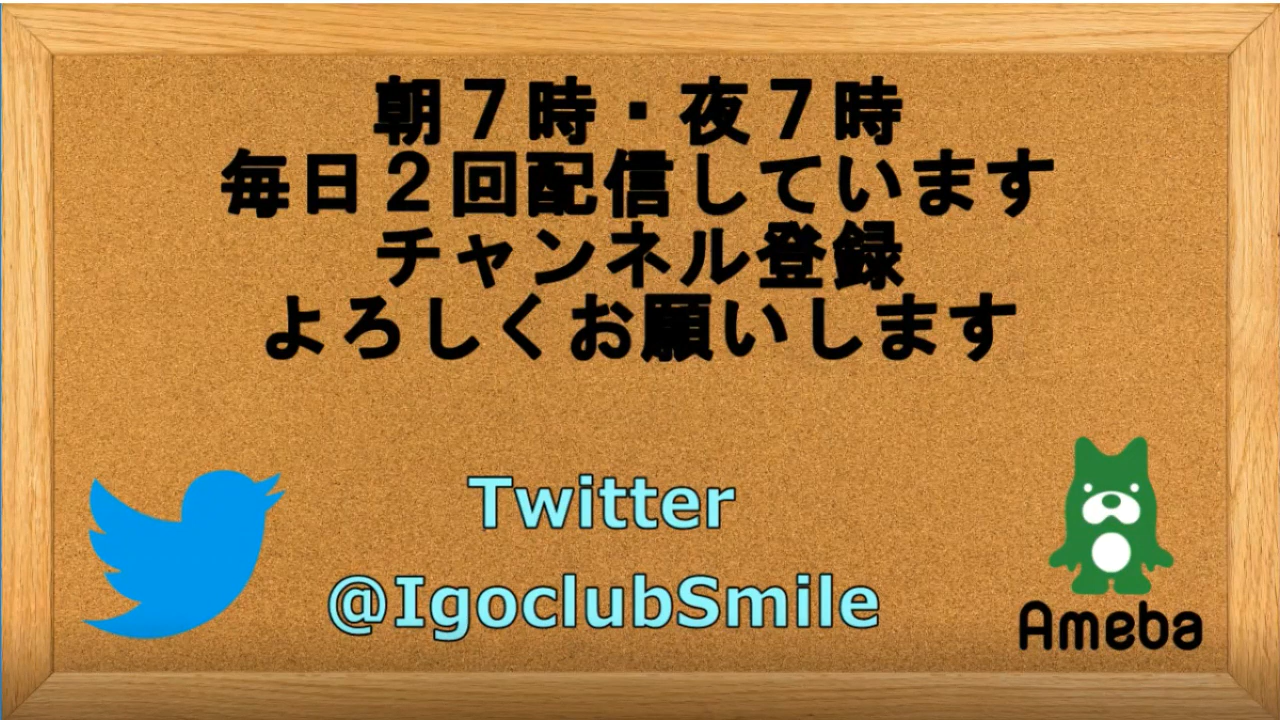 朝７時・夜７時
毎日２回配信しています
チャンネル登録
よろしくお願いします
Twitter
@IgoclubSmile
Ameba